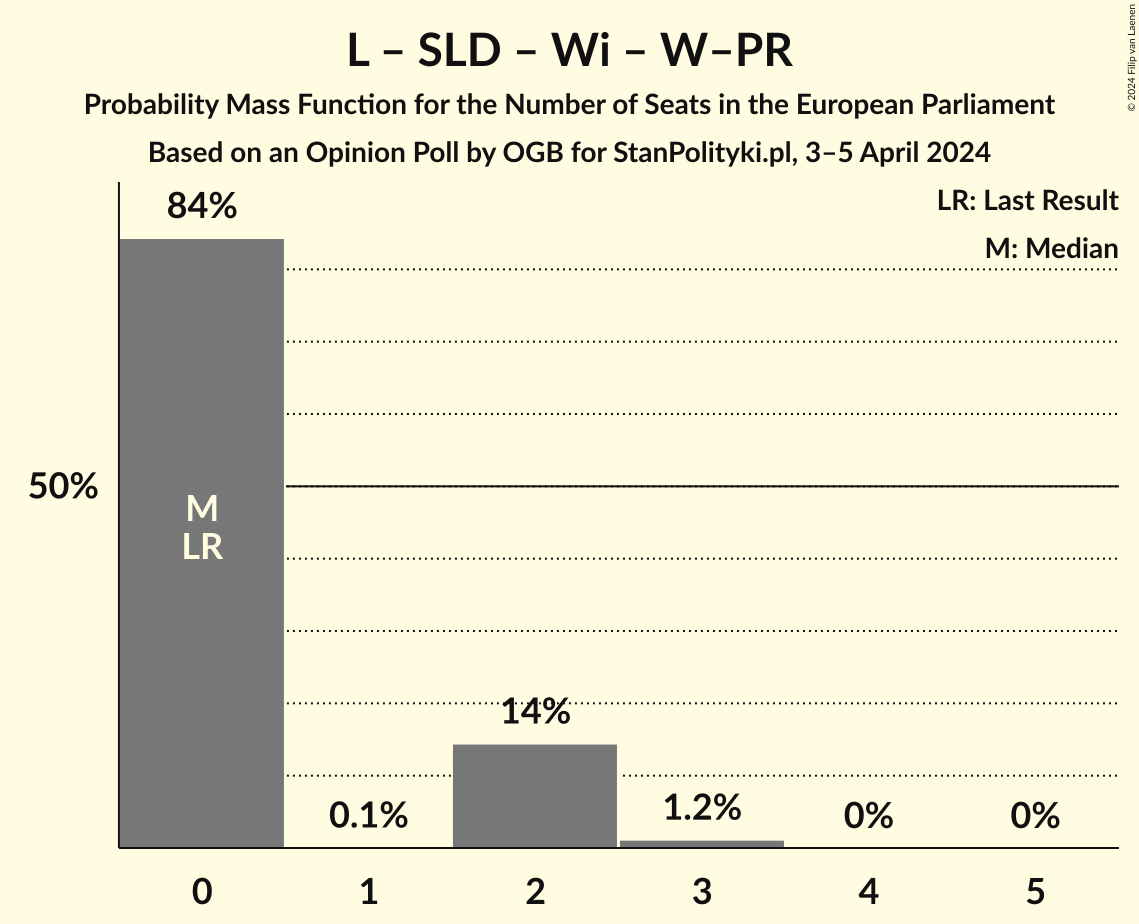 L – SLD – Wi – W–PR
Probability Mass Function for the Number of Seats in the European Parliament
Based on an Opinion Poll by OGB for StanPolityki.pl, 3–5 April 2024
© 2024 Filip van Laenen
LR: Last Result
M: Median
84%
50%
M
LR
14%
0.1%
1.2%
0%
0%
0
1
2
3
4
5